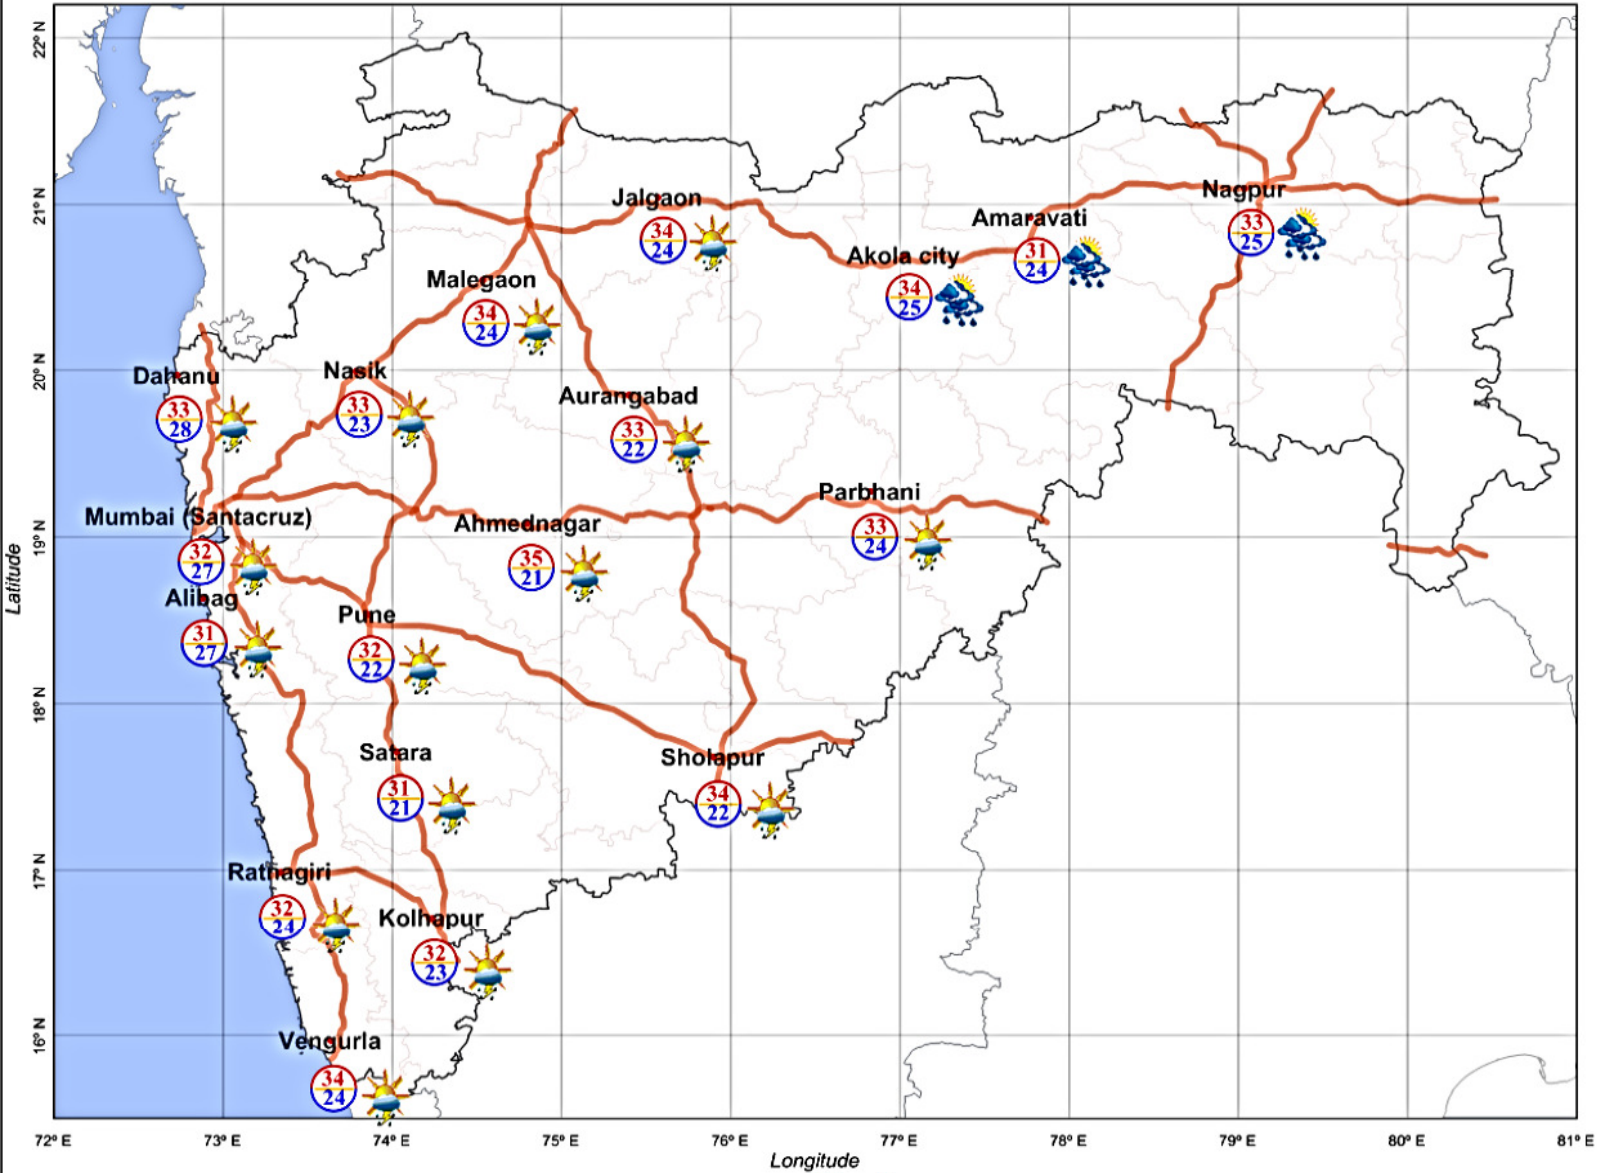 22° N
Jalgaon
34
24
Nagpur
33
25
21° N
Amaravati
31
24
Akola city
34
25
Malegaon
34
24
20° N
Dahanu
33
28
Nasik
33
23
Aurangabad
33
22
Parbhani
33
24
19° N
Mumbai (Santacruz)
32
27
Ahmednagar
35
21
Latitude
Alibag
31
27
Pune
32
22
18° N
Satara
31
21
Sholapur
34
22
17° N
Ratnagiri
32
24
Kolhapur
32
23
16° N
Vengurla
34
24
72° E 73° E 74° E 75° E 76° E 77° E 78° E 79° E 80° E 81° E
Longitude